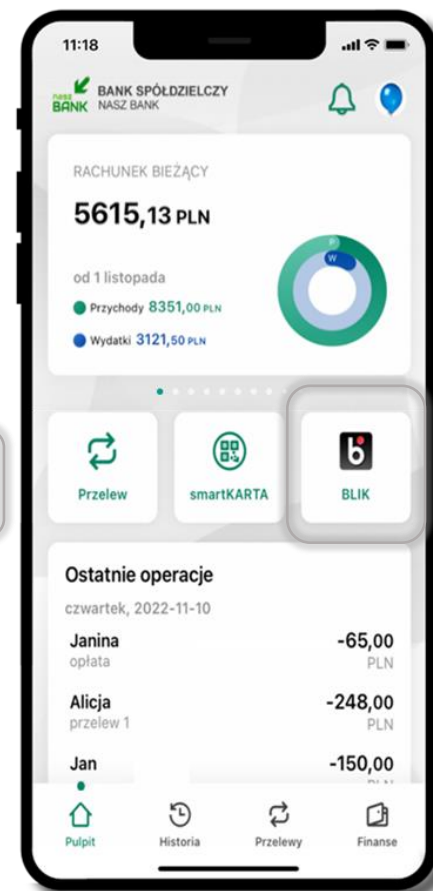 11:18
nasz
BANK
BANK SPÓŁDZIELCZY
NASZ BANK
RACHUNEK BIEŻĄCY
5615,13 PLN
od 1 listopada
Przychody 8351,00 PLN
Wydatki 3121,50 PLN
P
W
Przelew
smartKARTA
b
BLIK
Ostatnie operacje
czwartek, 2022-11-10
Janina -65,00
opłata PLN
Alicja -248,00
przelew 1 PLN
Jan -150,00
Pulpit
Historia
Przelewy
Finanse